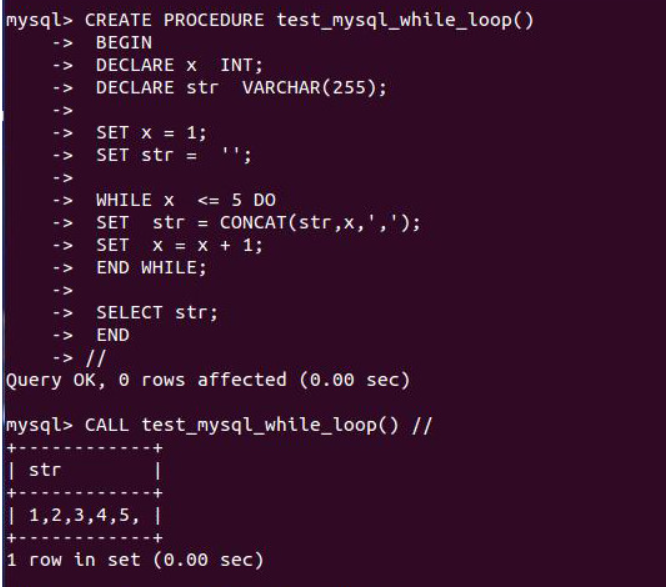 mysql> CREATE PROCEDURE test_mysql_while_loop()
    ->  BEGIN
    ->  DECLARE x  INT;
    ->  DECLARE str  VARCHAR(255);
    ->
    ->  SET x = 1;
    ->  SET str =  '';
    ->
    ->  WHILE x  <= 5 DO
    ->  SET  str = CONCAT(str,x,',');
    ->  SET  x = x + 1;
    ->  END WHILE;
    ->
    ->  SELECT str;
    ->  END
    -> //
Query OK, 0 rows affected (0.00 sec)

mysql> CALL test_mysql_while_loop() //
+------------+
| str        |
+------------+
| 1,2,3,4,5, |
+------------+
1 row in set (0.00 sec)